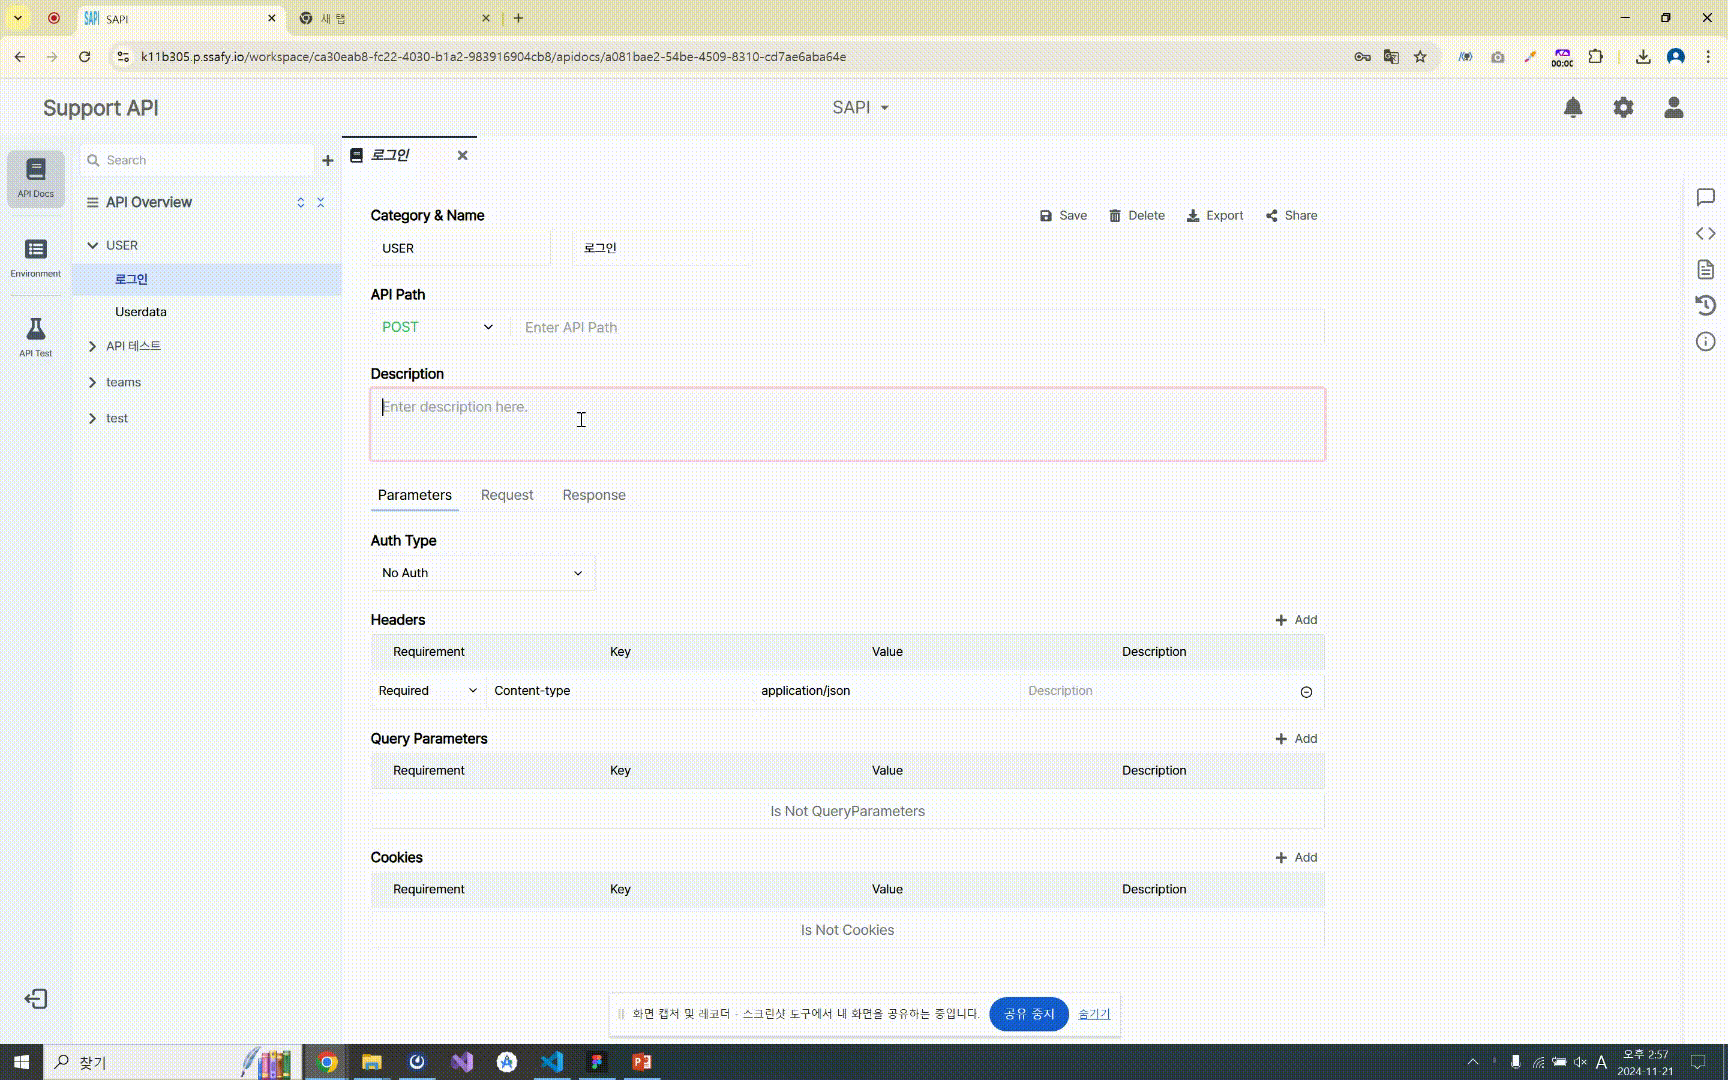 SAPI
새 탭
k11b305.p.ssafy.io/workspace/ca30eab8-fc22-4030-b1a2-983916904cb8/apidocs/a081bae2-54be-4509-8310-cd7ae6aba64e
00:00
Support API
SAPI
API Docs
Environment
API Test
Search
API Overview
USER
로그인
Userdata
API 테스트
teams
test
로그인
Category & Name
Save Delete Export Share
USER 로그인
API Path
POST Enter API Path
Description
Enter description here.
Parameters Request Response
Auth Type
No Auth
Headers Add
Requirement Key Value Description
Required Content-type application/json Description
Query Parameters Add
Requirement Key Value Description
Is Not QueryParameters
Cookies Add
Requirement Key Value Description
Is Not Cookies
화면 캡처 및 레코더 - 스크린샷 도구에서 내 화면을 공유하는 중입니다. 공유 중지 숨기기
찾기
A
오후 2:57
2024-11-21